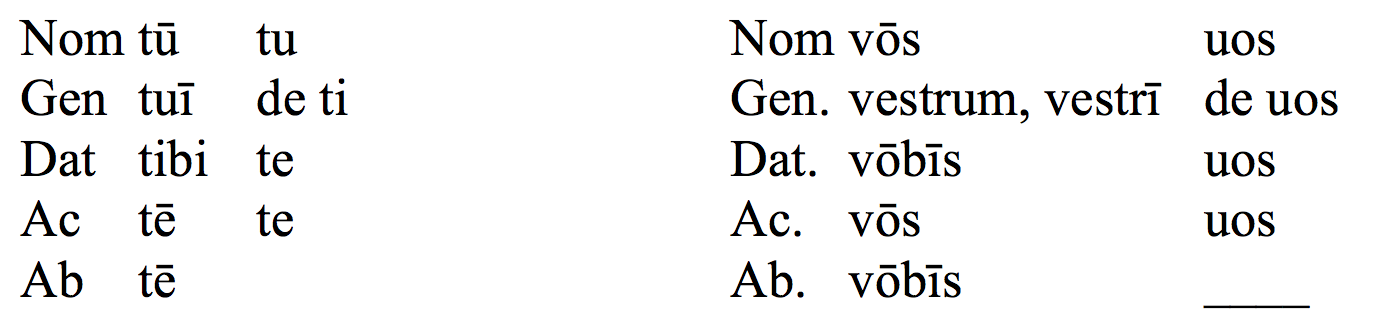 Nom tū tu Nom vōs uos
Gen tuī de ti Gen. vestrum, vestrī de uos
Dat tibi te Dat. vōbīs uos
Ac tē te Ac. vōs uos
Ab tē Ab. vōbīs ____